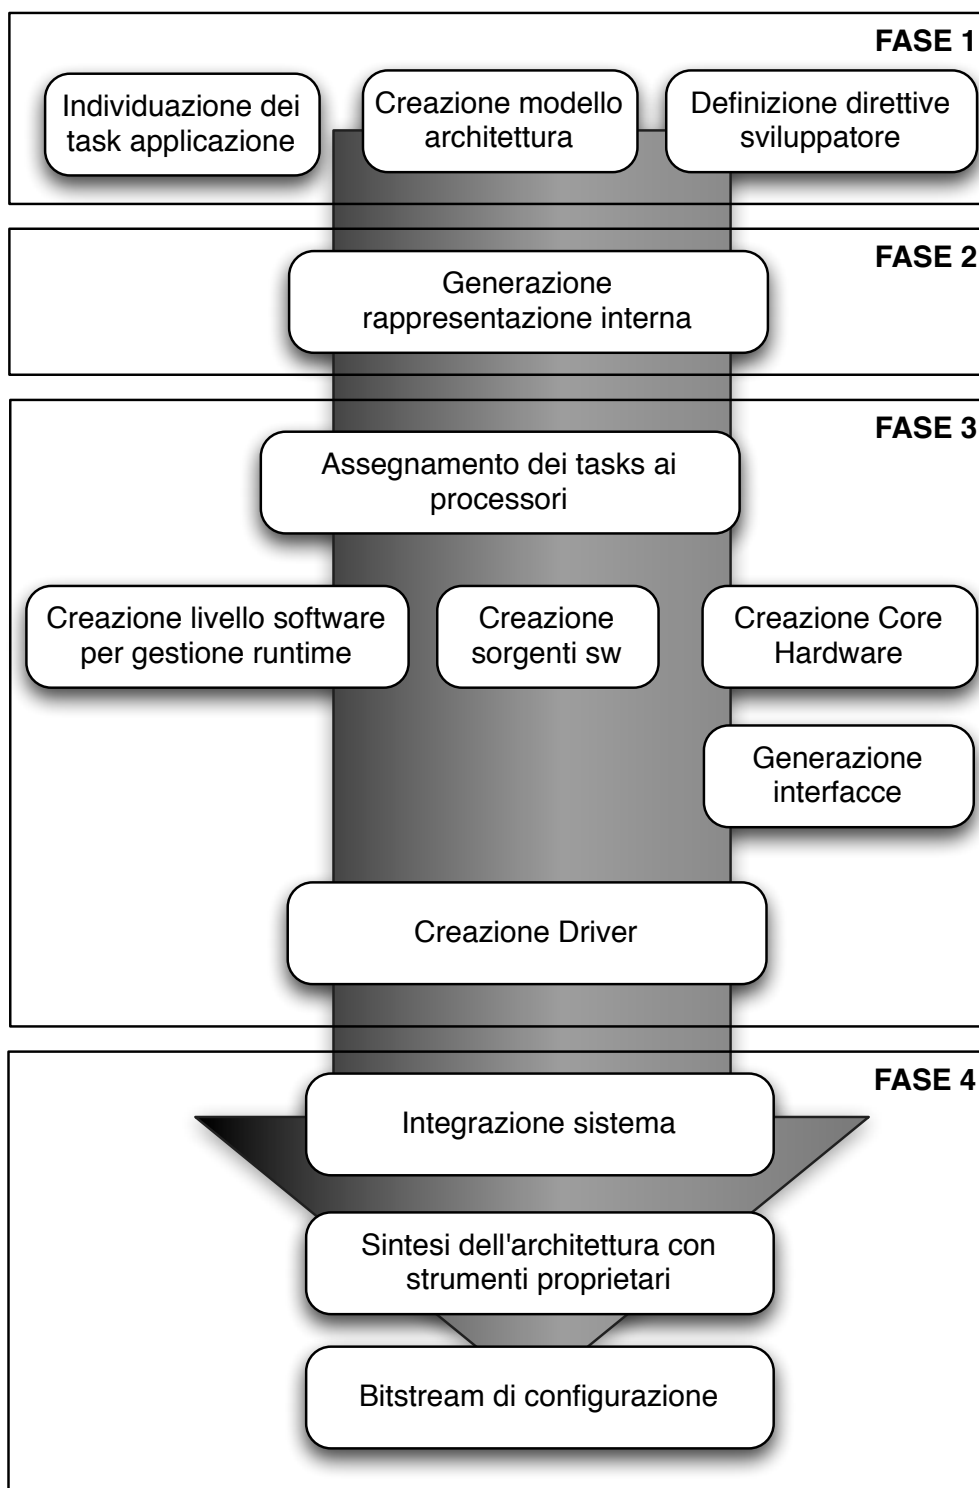 FASE 1
Individuazione dei
task applicazione
Creazione modello
architettura
Definizione direttive
sviluppatore
FASE 2
Generazione
rappresentazione interna
FASE 3
Assegnamento dei tasks ai
processori
Creazione livello software
per gestione runtime
Creazione
sorgenti sw
Creazione Core
Hardware
Generazione
interfacce
Creazione Driver
FASE 4
Integrazione sistema
Sintesi dell'architettura con
strumenti proprietari
Bitstream di configurazione